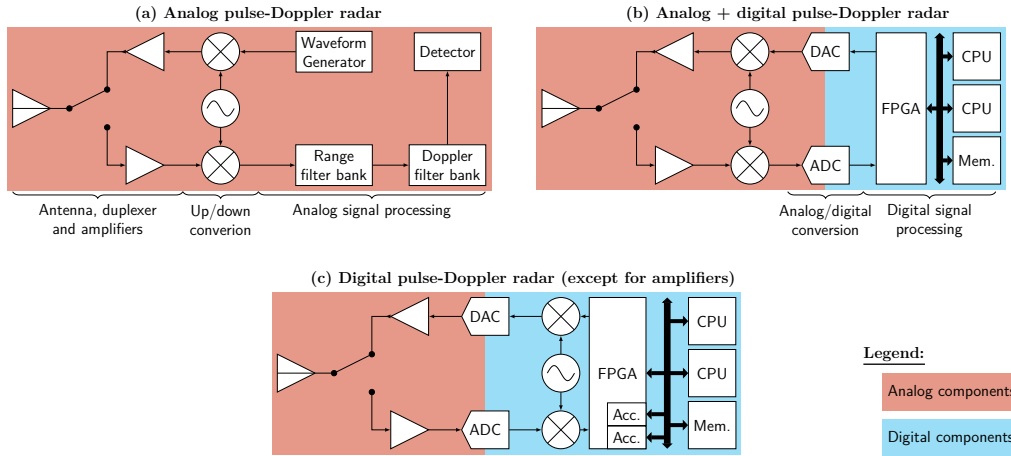 (a) Analog pulse-Doppler radar
Waveform
Generator
Detector
Range
filter bank
Doppler
filter bank
Antenna, duplexer
and amplifiers
Up/down
converion
Analog signal processing
(b) Analog + digital pulse-Doppler radar
DAC
ADC
FPGA
CPU
CPU
Mem.
Analog/digital
conversion
Digital signal
processing
(c) Digital pulse-Doppler radar (except for amplifiers)
DAC
ADC
FPGA
Acc.
Acc.
CPU
CPU
Mem.
Legend:
Analog components
Digital components